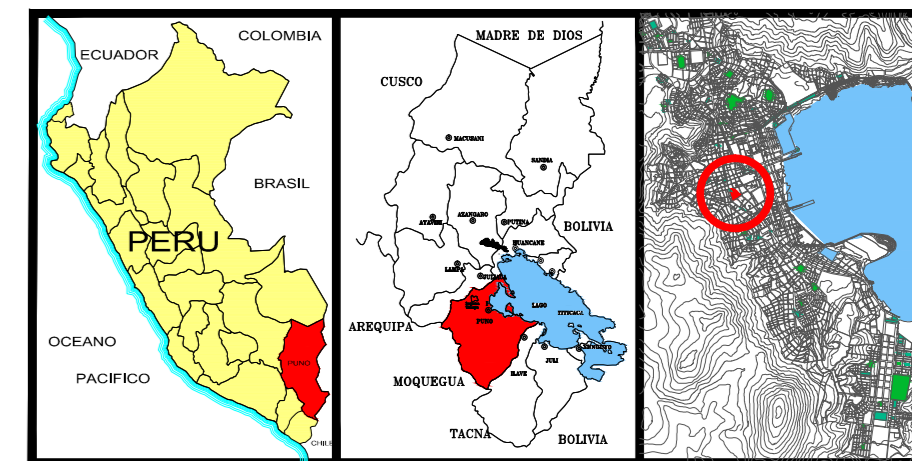 COLOMBIA
ECUADOR
BRASIL
PERU
OCEANO
PACIFICO
PUNO
CHILE
MADRE DE DIOS
CUSCO
MACUSANI
SANDIA
AZANGARO
PUTINA
BOLIVIA
HUANCANE
LAMPA
JULIACA
LAGO
TITICACA
PUNO
AREQUIPA
JULI
ILAVE
MOQUEGUA
TACNA
BOLIVIA